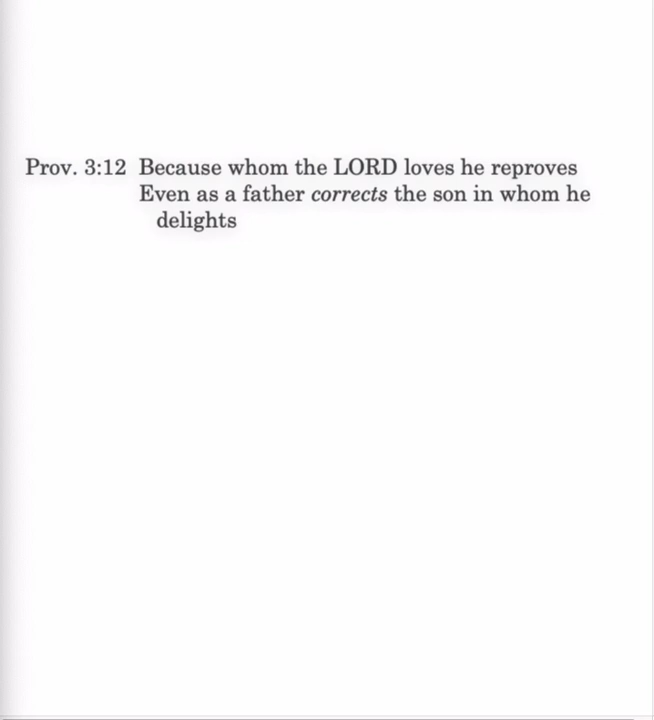 Prov. 3:12 Because whom the LORD loves he reproves
Even as a father corrects the son in whom he
delights